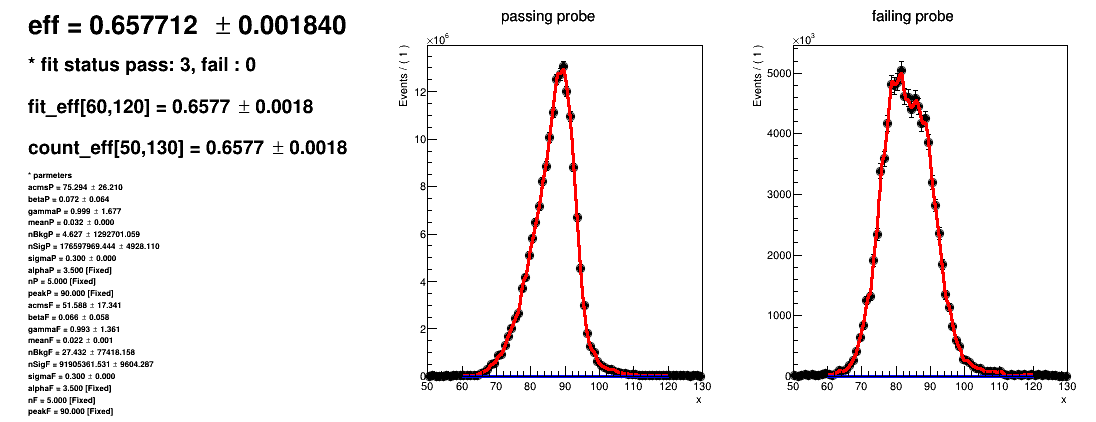 eff = 0.657712 ± 0.001840
* fit status pass: 3, fail : 0
fit_eff[60,120] = 0.6577 ± 0.0018
count_eff[50,130] = 0.6577 ± 0.0018
* parmeters
acmsP = 75.294 ± 26.210
betaP = 0.072 ± 0.064
gammaP = 0.999 ± 1.677
meanP = 0.032 ± 0.000
nBkgP = 4.627 ± 1292701.059
nSigP = 176597969.444 ± 4928.110
sigmaP = 0.300 ± 0.000
alphaP = 3.500 [Fixed]
nP = 5.000 [Fixed]
peakP = 90.000 [Fixed]
acmsF = 51.588 ± 17.341
betaF = 0.066 ± 0.058
gammaF = 0.993 ± 1.361
meanF = 0.022 ± 0.001
nBkgF = 27.432 ± 77418.158
nSigF = 91905361.531 ± 9604.287
sigmaF = 0.300 ± 0.000
alphaF = 3.500 [Fixed]
nF = 5.000 [Fixed]
peakF = 90.000 [Fixed]
passing probe
×10⁶
Events / ( 1 )
12
10
8
6
4
2
0
50 60 70 80 90 100 110 120 130
x
failing probe
×10³
Events / ( 1 )
5000
4000
3000
2000
1000
0
50 60 70 80 90 100 110 120 130
x